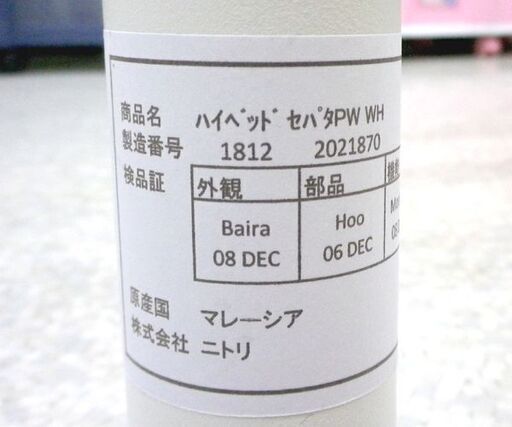 商品名 ﾊｲﾍﾞｯﾄﾞ ｾﾊﾟﾀPW WH
製造番号 1812 2021870
検品証 外観 部品
Baira Hoo
08 DEC 06 DEC
原産国 マレーシア
株式会社 ニトリ